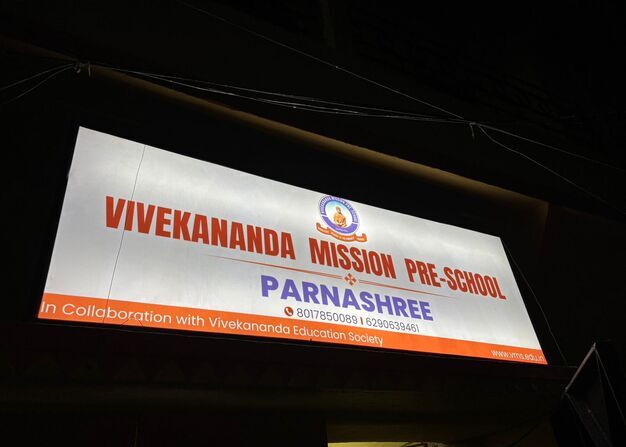 VIVEKANANDA MISSION PRE-SCHOOL
PARNASHREE
8017850089 | 6290639461
In Collaboration with Vivekananda Education Society
www.vms.edu.in